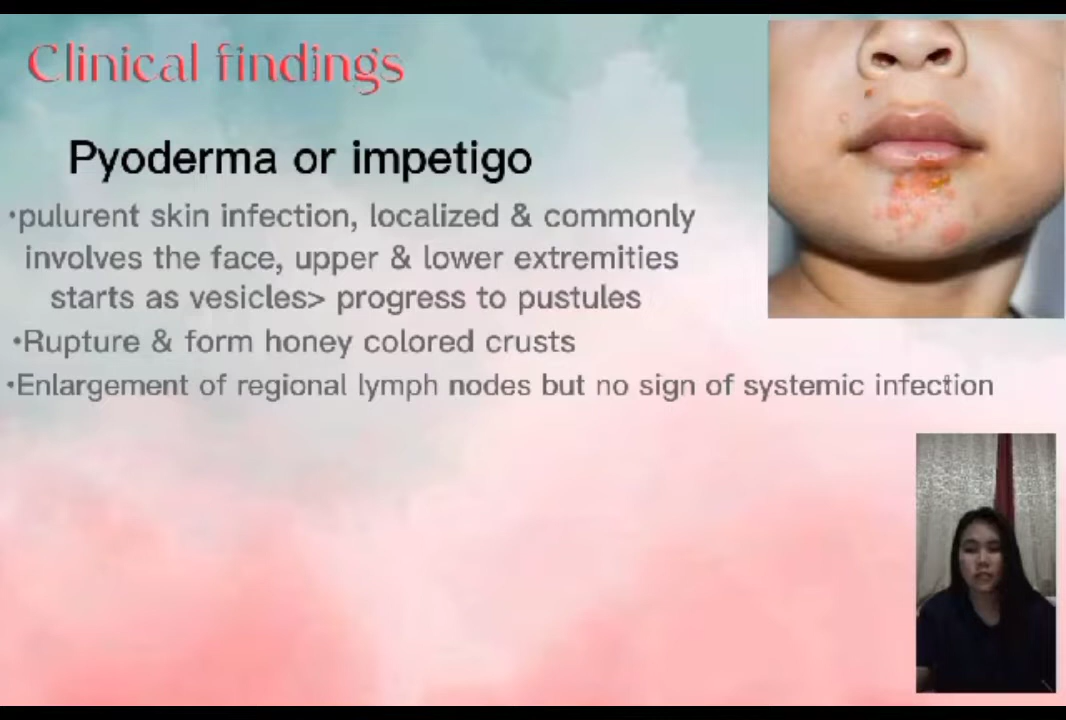 Clinical findings
Pyoderma or impetigo
•pulurent skin infection, localized & commonly
involves the face, upper & lower extremities
starts as vesicles> progress to pustules
•Rupture & form honey colored crusts
•Enlargement of regional lymph nodes but no sign of systemic infection